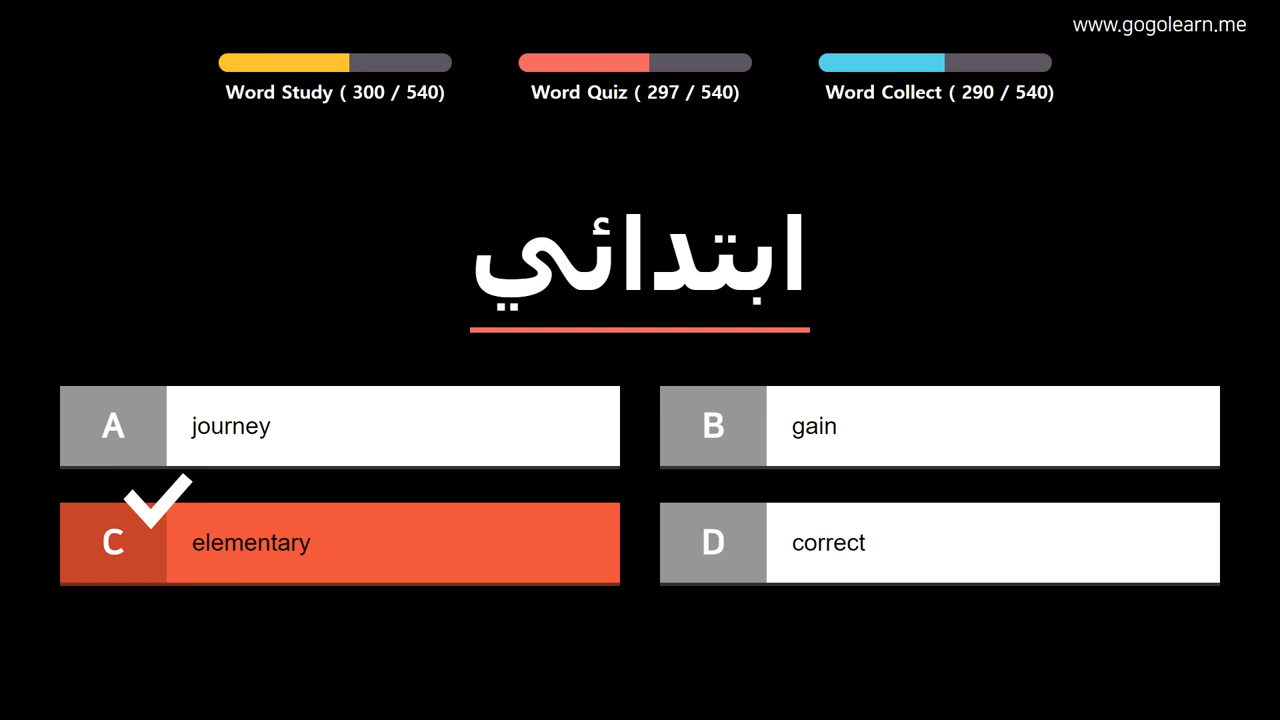 www.gogolearn.me
Word Study ( 300 / 540)
Word Quiz ( 297 / 540)
Word Collect ( 290 / 540)
ابتدائي
A journey
B gain
C elementary
D correct